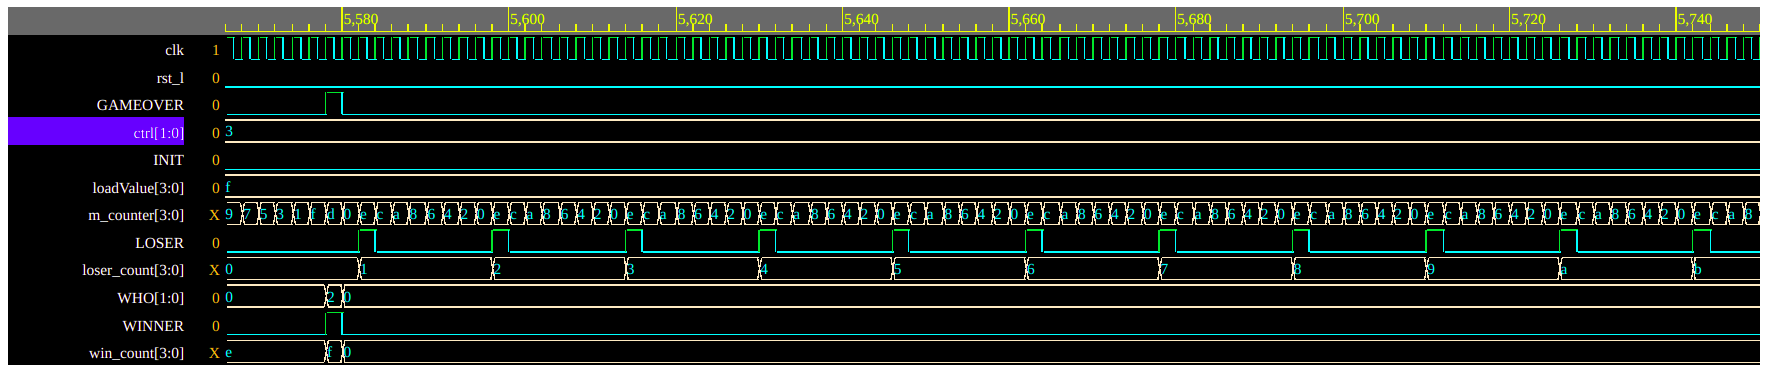 5,580 5,600 5,620 5,640 5,660 5,680 5,700 5,720 5,740
clk 1
rst_l 0
GAMEOVER 0
ctrl[1:0] 0 3
INIT 0
loadValue[3:0] 0 f
m_counter[3:0] X 9 7 5 3 1 f d 0 e c a 8 6 4 2 0 e c a 8 6 4 2 0 e c a 8 6 4 2 0 e c a 8 6 4 2 0 e c a 8 6 4 2 0 e c a 8 6 4 2 0 e c a 8 6 4 2 0 e c a 8 6 4 2 0 e c a 8 6 4 2 0 e c a 8 6 4 2 0 e c a 8
LOSER 0
loser_count[3:0] X 0 1 2 3 4 5 6 7 8 9 a b
WHO[1:0] 0 0 2 0
WINNER 0
win_count[3:0] X e f 0